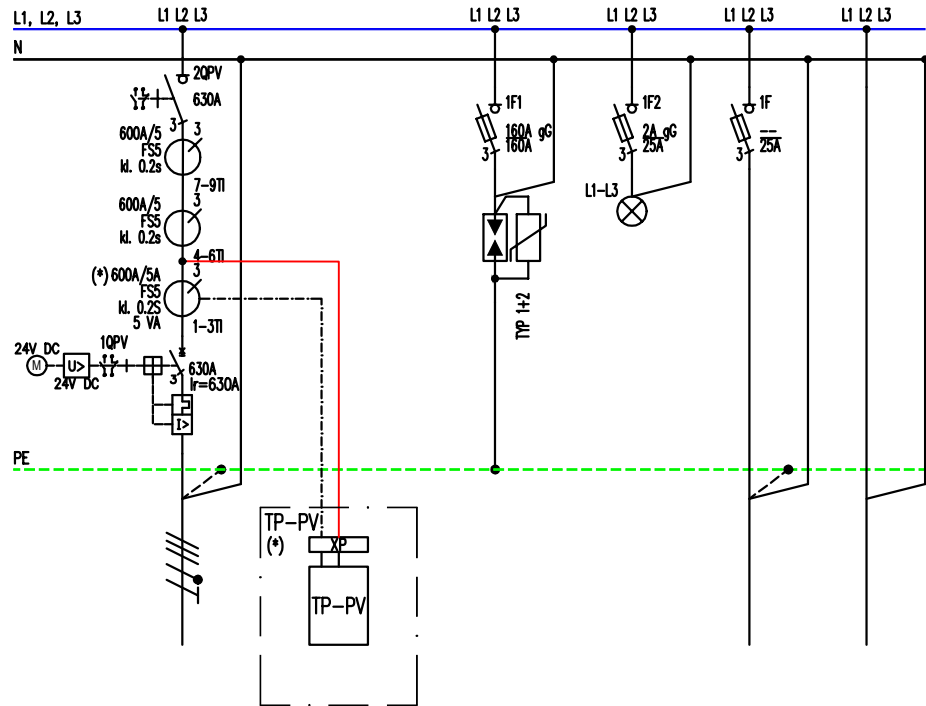 L1, L2, L3
L1 L2 L3
L1 L2 L3
L1 L2 L3
L1 L2 L3
L1 L2 L3
N
2QPV
630A
3
3
600A/5
FS5
kl. 0.2s
7-9TI
3
600A/5
FS5
kl. 0.2s
4-6TI
3
(*) 600A/5A
FS5
kl. 0.2S
5 VA
1-3TI
1QPV
24V DC
M
U>
24V DC
630A
3
Ir=630A
I>
1F1
160A gG
160A
3
TYP 1+2
1F2
2A gG
25A
3
L1-L3
1F
--
25A
3
PE
TP-PV
(*)
XP
TP-PV